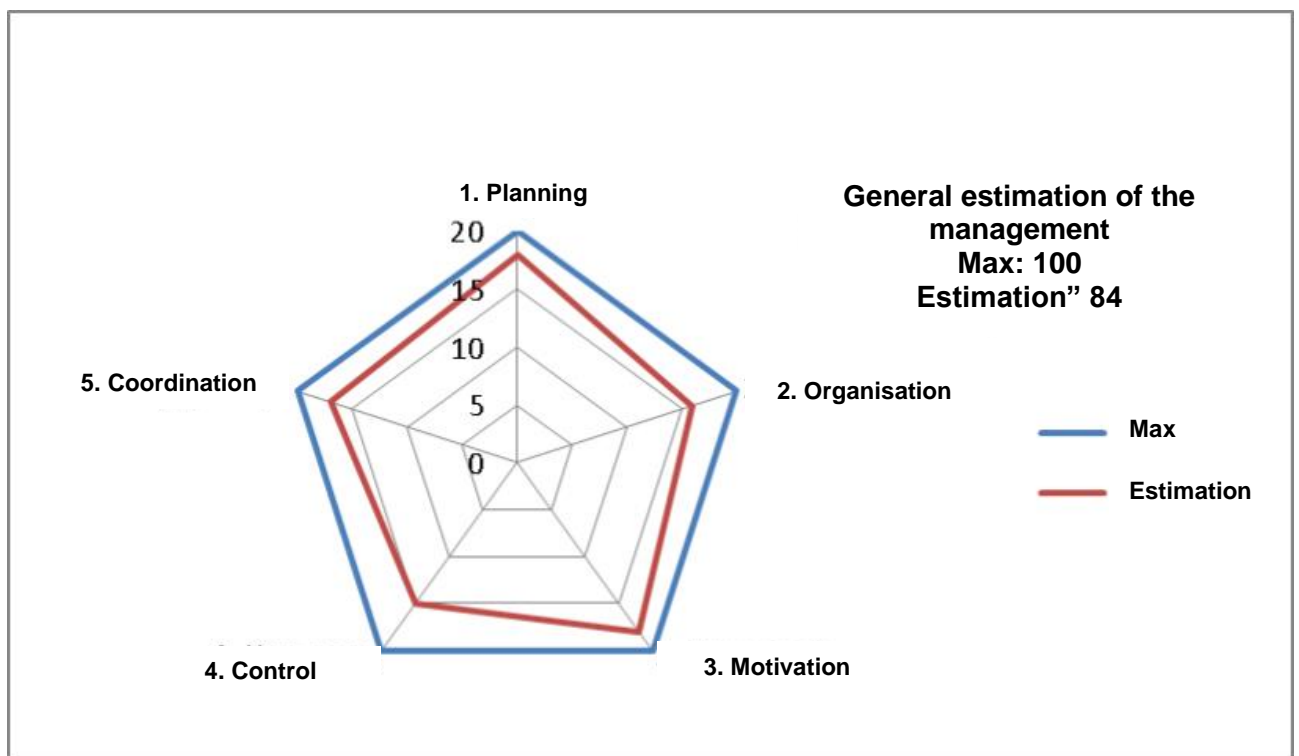 1. Planning
General estimation of the
management
Max: 100
Estimation” 84
20
15
10
5
0
5. Coordination
2. Organisation
Max
Estimation
4. Control
3. Motivation